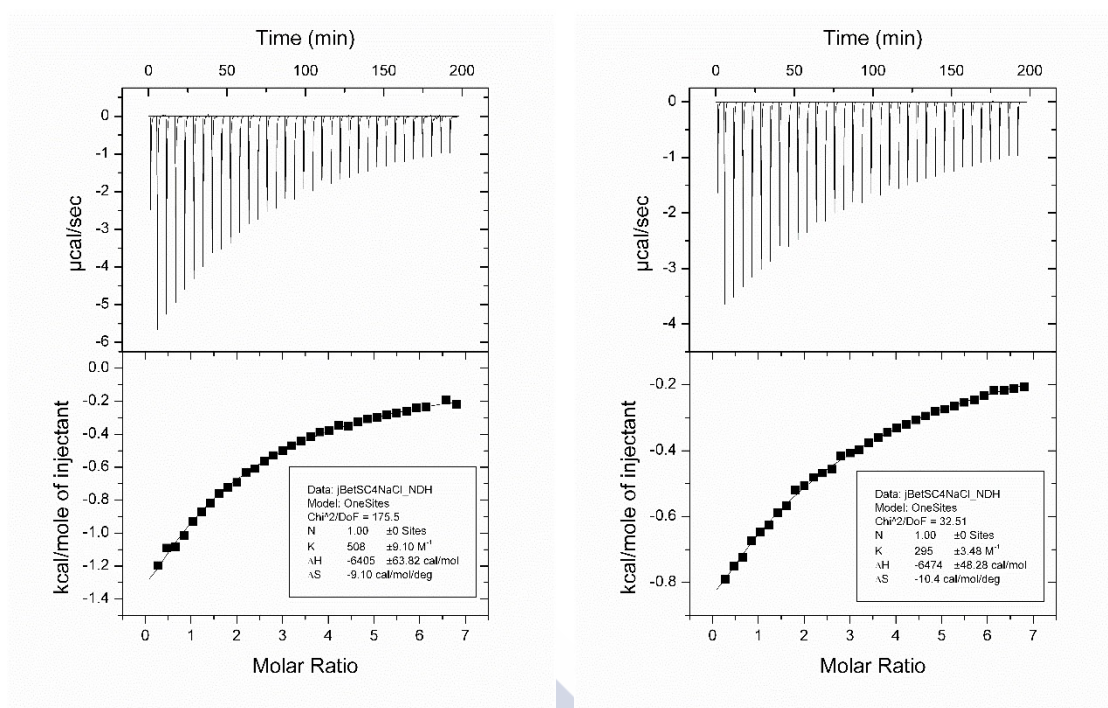 Time (min)
0 50 100 150 200
0
-1
-2
-3
-4
-5
-6
µcal/sec
0.0
-0.2
-0.4
-0.6
-0.8
-1.0
-1.2
-1.4
kcal/mole of injectant
Data: jBetSC4NaCl_NDH
Model: OneSites
Chi^2/DoF = 175.5
N 1.00 ±0 Sites
K 508 ±9.10 M⁻¹
ΔH -6405 ±63.82 cal/mol
ΔS -9.10 cal/mol/deg
0 1 2 3 4 5 6 7
Molar Ratio
Time (min)
0 50 100 150 200
0
-1
-2
-3
-4
µcal/sec
-0.2
-0.4
-0.6
-0.8
kcal/mole of injectant
Data: jBetSC4NaCl_NDH
Model: OneSites
Chi^2/DoF = 32.51
N 1.00 ±0 Sites
K 295 ±3.48 M⁻¹
ΔH -6474 ±48.28 cal/mol
ΔS -10.4 cal/mol/deg
0 1 2 3 4 5 6 7
Molar Ratio